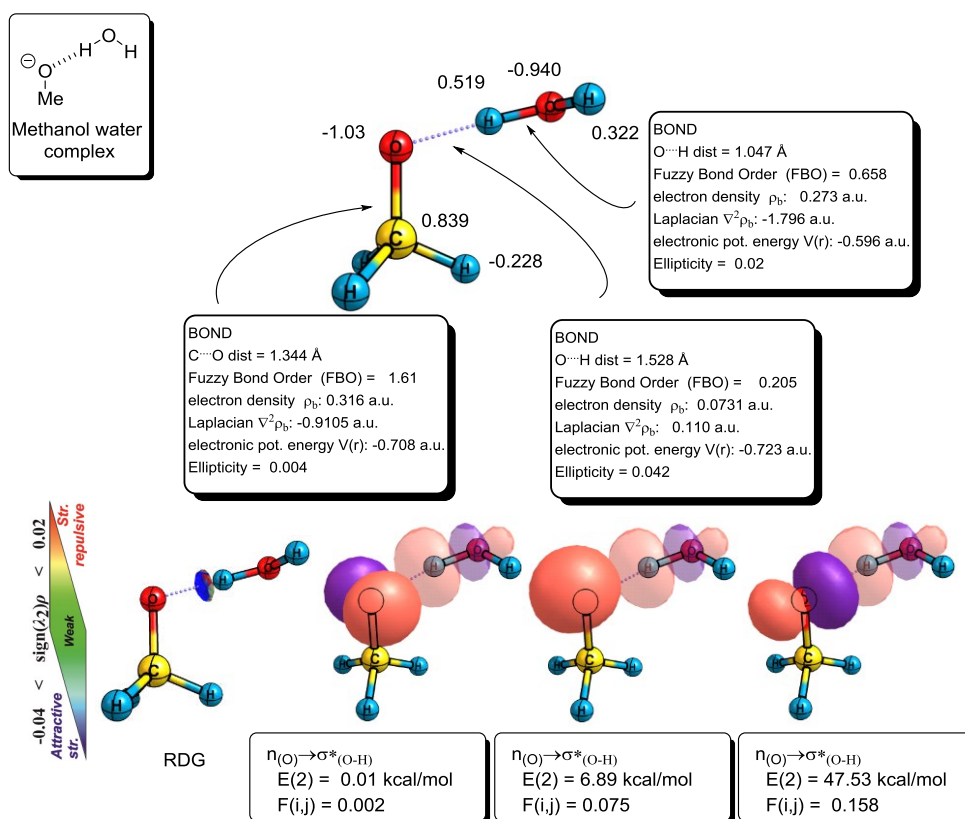 ⊖
H
O
H
O
Me
Methanol water
complex
0.519
-0.940
H
O
H
-1.03
0.322
O
0.839
C
-0.228
H
H
H
BOND
O····H dist = 1.047 Å
Fuzzy Bond Order (FBO) = 0.658
electron density ρb: 0.273 a.u.
Laplacian ∇²ρb: -1.796 a.u.
electronic pot. energy V(r): -0.596 a.u.
Ellipticity = 0.02
BOND
C····O dist = 1.344 Å
Fuzzy Bond Order (FBO) = 1.61
electron density ρb: 0.316 a.u.
Laplacian ∇²ρb: -0.9105 a.u.
electronic pot. energy V(r): -0.708 a.u.
Ellipticity = 0.004
BOND
O····H dist = 1.528 Å
Fuzzy Bond Order (FBO) = 0.205
electron density ρb: 0.0731 a.u.
Laplacian ∇²ρb: 0.110 a.u.
electronic pot. energy V(r): -0.723 a.u.
Ellipticity = 0.042
-0.04 < sign(λ2)ρ < 0.02
Str.
repulsive
Weak
Attractive
str.
H
O
H
O
C
H
H
H
RDG
H
O
H
C
H
H
H
H
O
H
C
H
H
H
H
O
H
O
C
H
H
H
n(O)→σ*(O-H)
E(2) = 0.01 kcal/mol
F(i,j) = 0.002
n(O)→σ*(O-H)
E(2) = 6.89 kcal/mol
F(i,j) = 0.075
n(O)→σ*(O-H)
E(2) = 47.53 kcal/mol
F(i,j) = 0.158